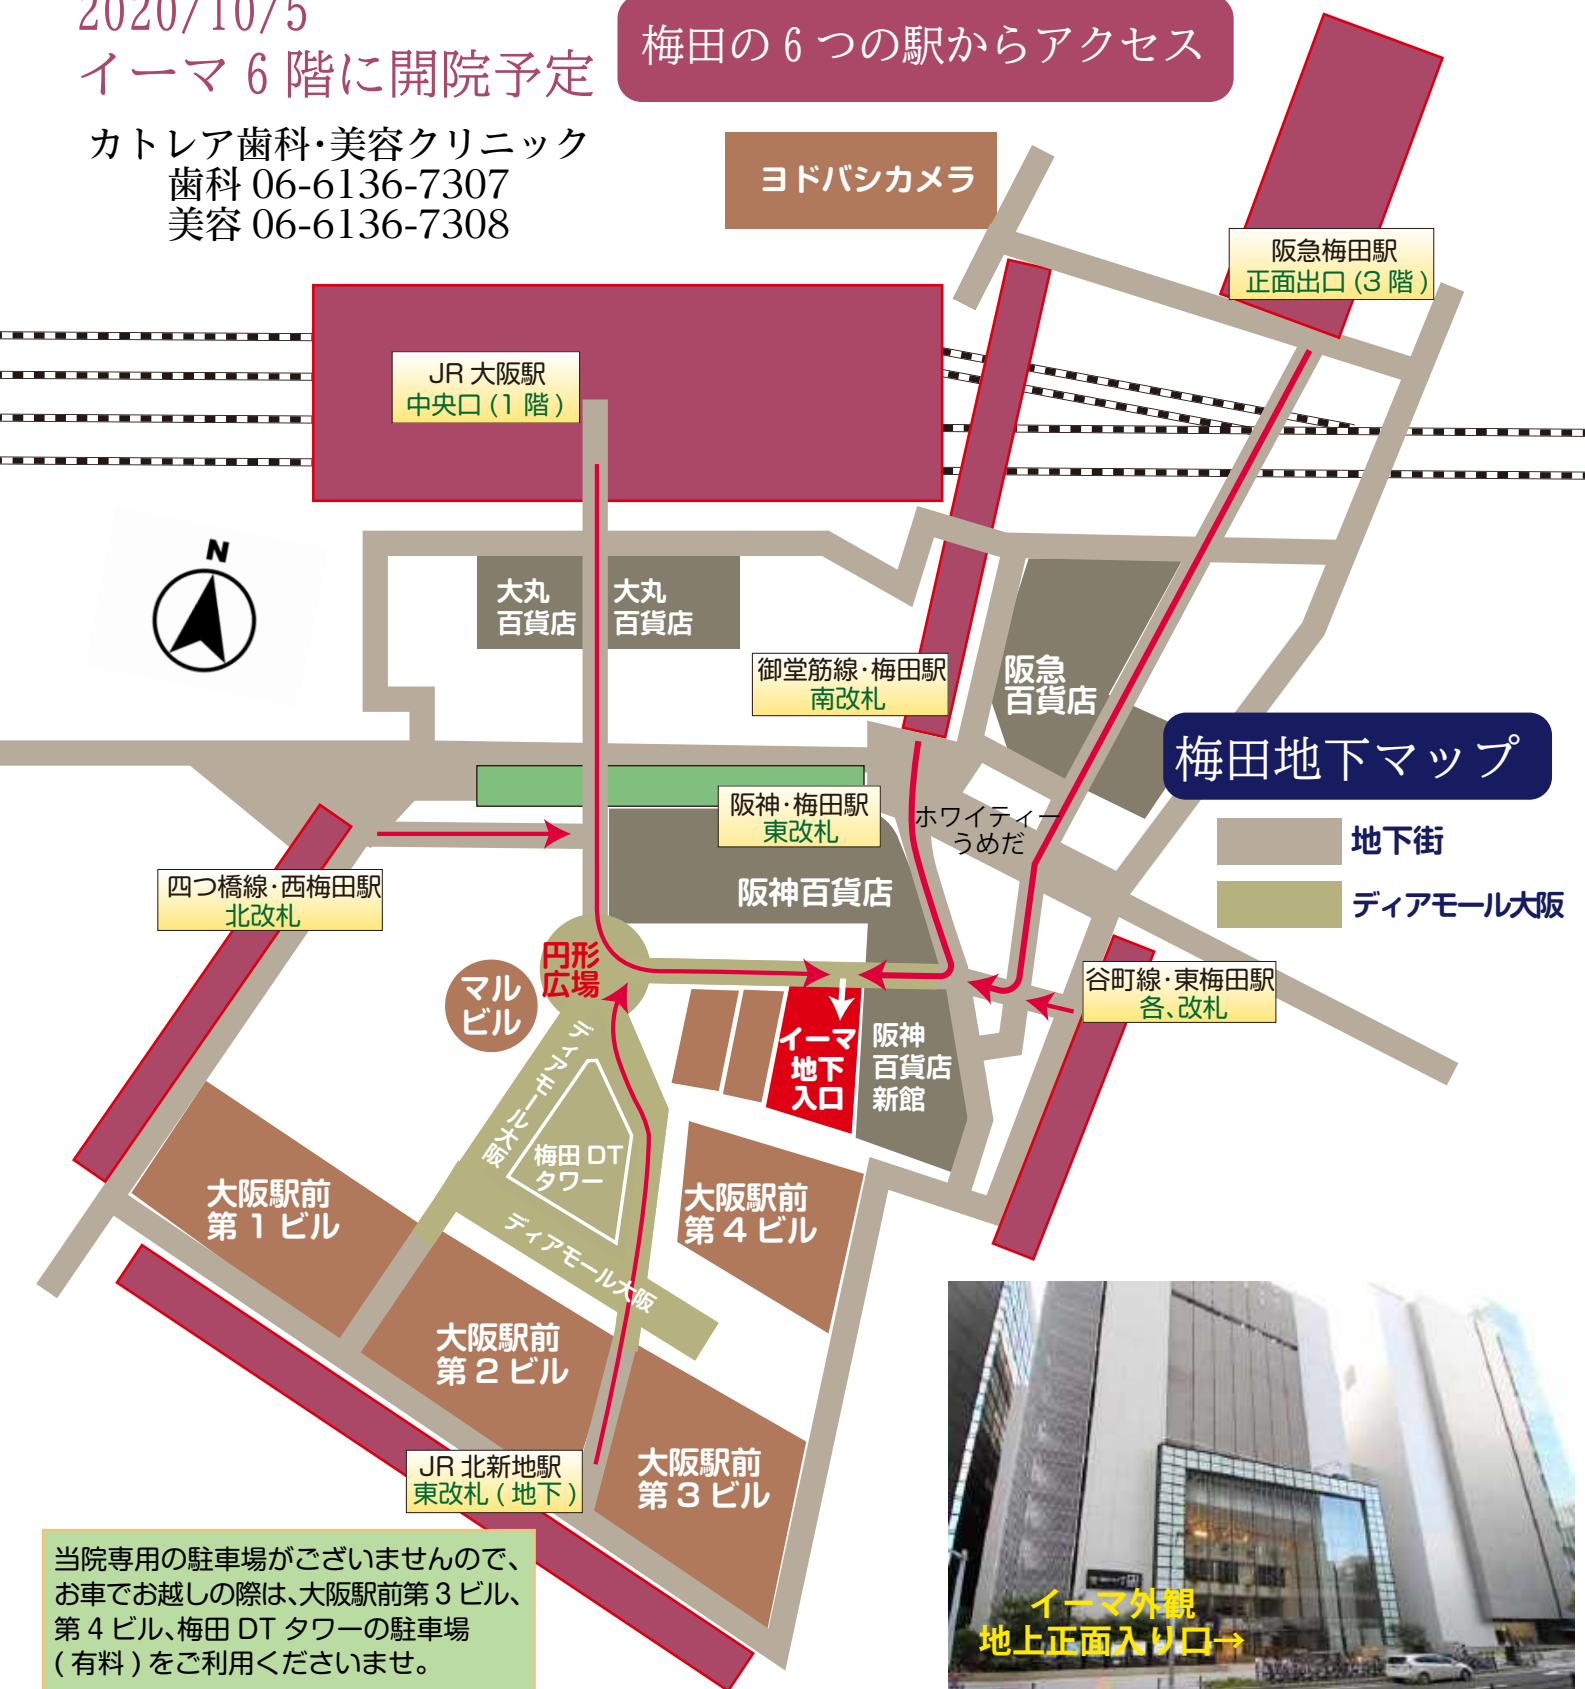 2020/10/5
イーマ 6 階に開院予定
梅田の 6 つの駅からアクセス
カトレア歯科・美容クリニック
歯科 06-6136-7307
美容 06-6136-7308
ヨドバシカメラ
阪急梅田駅
正面出口 (3 階 )
JR 大阪駅
中央口 (1 階 )
N
大丸
百貨店
大丸
百貨店
御堂筋線・梅田駅
南改札
阪急
百貨店
梅田地下マップ
地下街
ディアモール大阪
阪神・梅田駅
東改札
ホワイティー
うめだ
阪神百貨店
四つ橋線・西梅田駅
北改札
円形
広場
マル
ビル
谷町線・東梅田駅
各、改札
イーマ
地下
入口
阪神
百貨店
新館
ディアモール大阪
梅田 DT
タワー
ディアモール大阪
大阪駅前
第 1 ビル
大阪駅前
第 4 ビル
大阪駅前
第 2 ビル
大阪駅前
第 3 ビル
JR 北新地駅
東改札 ( 地下 )
当院専用の駐車場がございませんので、
お車でお越しの際は、大阪駅前第 3 ビル、
第 4 ビル、梅田 DT タワーの駐車場
( 有料 ) をご利用くださいませ。
イーマ外観
地上正面入り口→